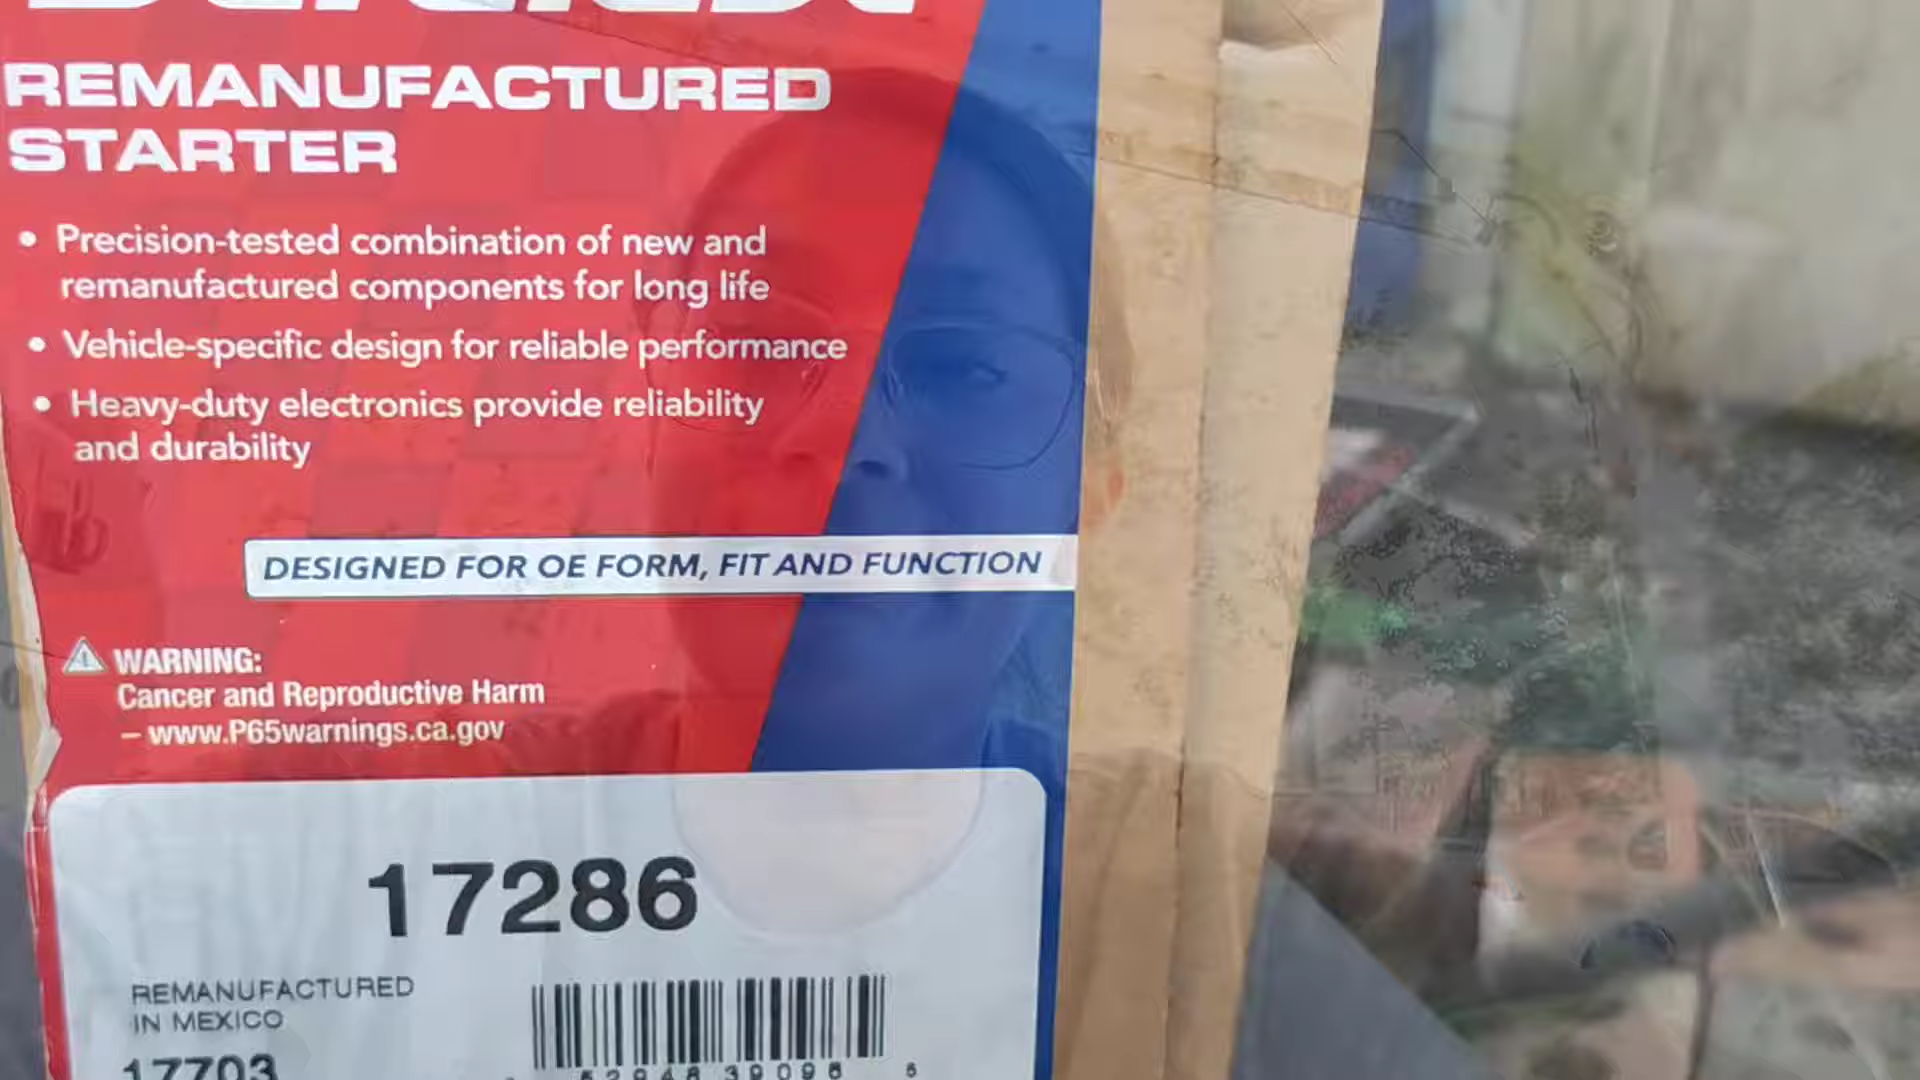 REMANUFACTURED
STARTER
• Precision-tested combination of new and
remanufactured components for long life
• Vehicle-specific design for reliable performance
• Heavy-duty electronics provide reliability
and durability
DESIGNED FOR OE FORM, FIT AND FUNCTION
WARNING:
Cancer and Reproductive Harm
– www.P65warnings.ca.gov
17286
REMANUFACTURED
IN MEXICO
17703